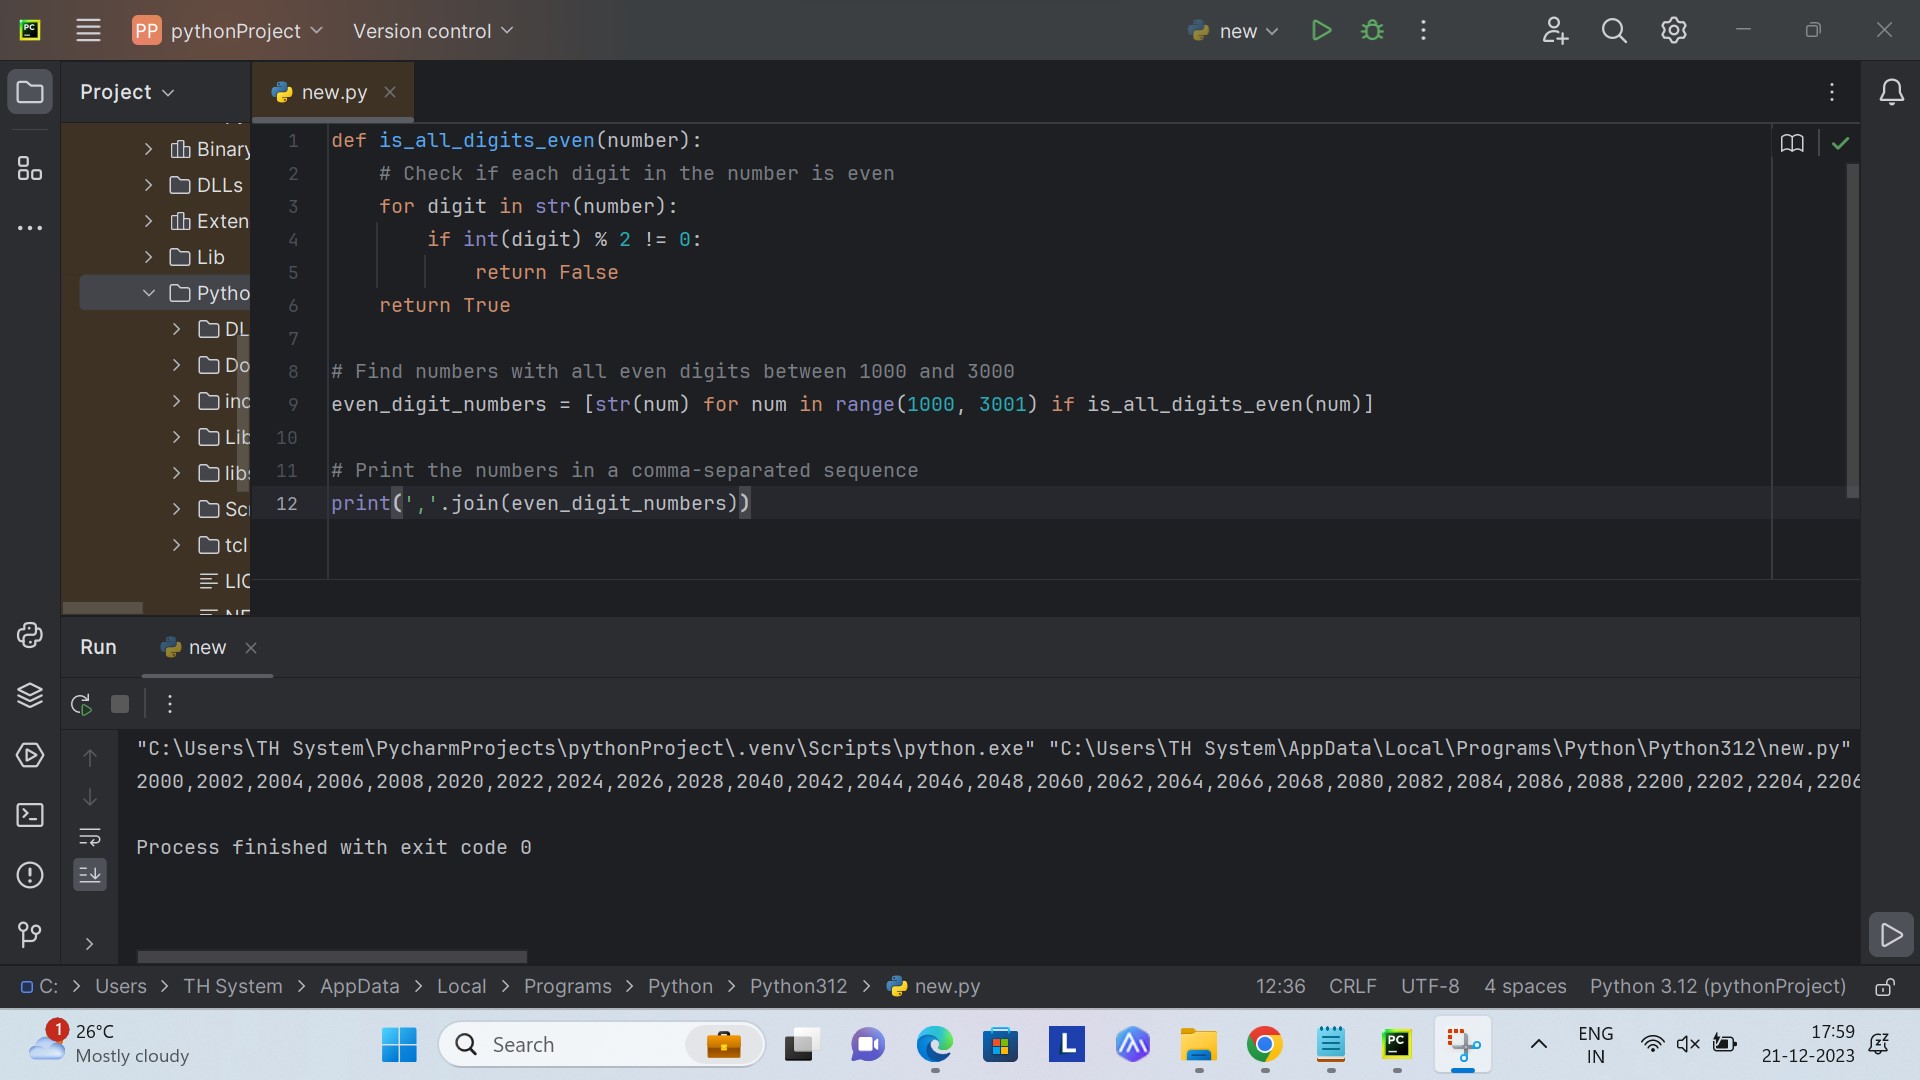 PC
PP pythonProject Version control new
Project
new.py
Binary
DLLs
Exten
Lib
Pytho
DL
Do
inc
Lib
libs
Scr
tcl
LIC
1 def is_all_digits_even(number):
2 # Check if each digit in the number is even
3 for digit in str(number):
4 if int(digit) % 2 != 0:
5 return False
6 return True
7
8 # Find numbers with all even digits between 1000 and 3000
9 even_digit_numbers = [str(num) for num in range(1000, 3001) if is_all_digits_even(num)]
10
11 # Print the numbers in a comma-separated sequence
12 print(','.join(even_digit_numbers))
Run new
"C:\Users\TH System\PycharmProjects\pythonProject\.venv\Scripts\python.exe" "C:\Users\TH System\AppData\Local\Programs\Python\Python312\new.py"
2000,2002,2004,2006,2008,2020,2022,2024,2026,2028,2040,2042,2044,2046,2048,2060,2062,2064,2066,2068,2080,2082,2084,2086,2088,2200,2202,2204,2206
Process finished with exit code 0
C: > Users > TH System > AppData > Local > Programs > Python > Python312 > new.py 12:36 CRLF UTF-8 4 spaces Python 3.12 (pythonProject)
1 26°C
Mostly cloudy
Search
L
PC
ENG
IN
17:59
21-12-2023